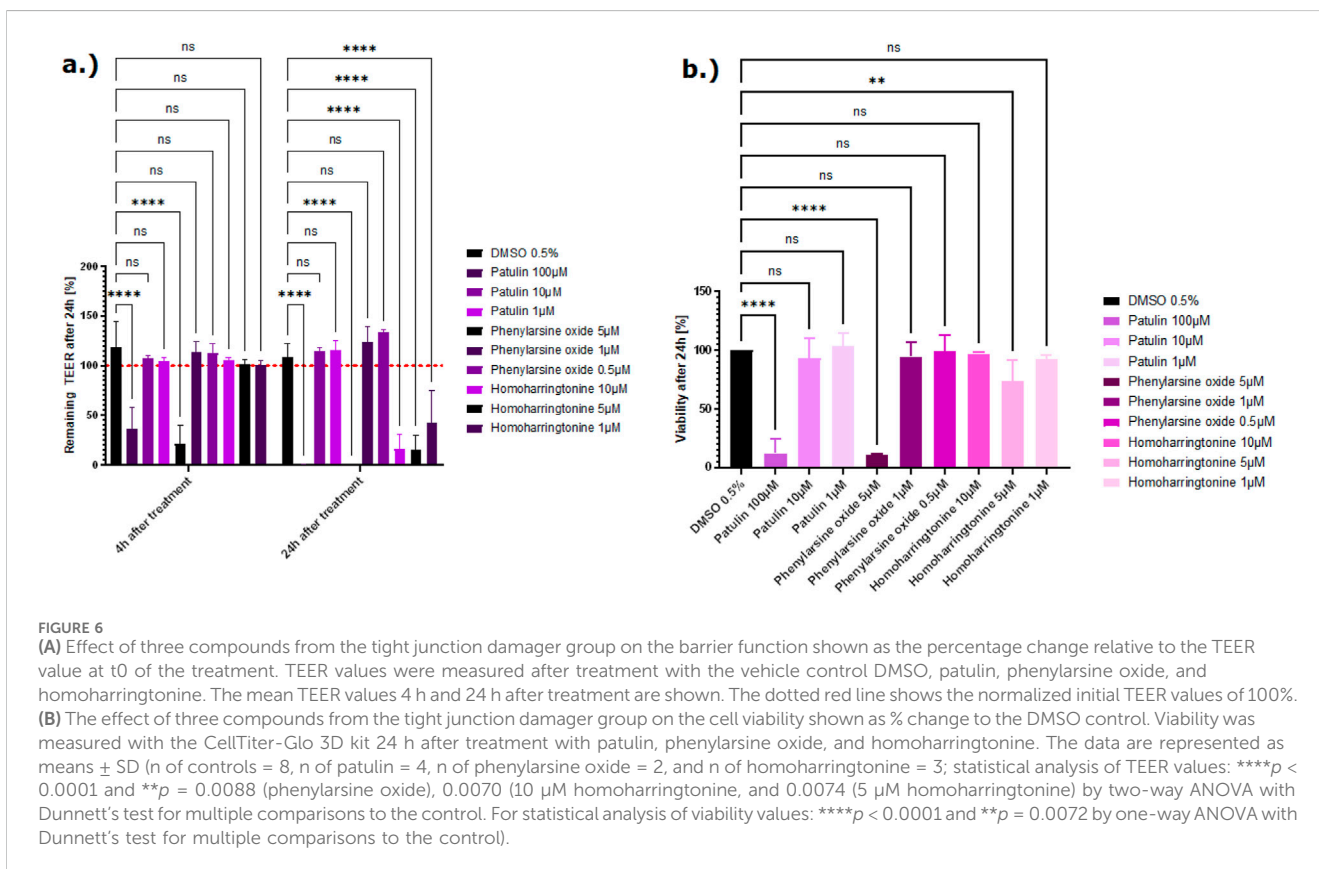 a.)
ns
ns
ns
ns
ns
****
ns
ns
****
****
****
****
ns
ns
****
ns
ns
****
Remaining TEER after 24h [%]
200
150
100
50
0
4h after treatment
24h after treatment
DMSO 0.5%
Patulin 100µM
Patulin 10µM
Patulin 1µM
Phenylarsine oxide 5µM
Phenylarsine oxide 1µM
Phenylarsine oxide 0.5µM
Homoharringtonine 10µM
Homoharringtonine 5µM
Homoharringtonine 1µM
b.)
ns
**
ns
ns
ns
****
ns
ns
****
Viability after 24h [%]
150
100
50
0
DMSO 0.5%
Patulin 100µM
Patulin 10µM
Patulin 1µM
Phenylarsine oxide 5µM
Phenylarsine oxide 1µM
Phenylarsine oxide 0.5µM
Homoharringtonine 10µM
Homoharringtonine 5µM
Homoharringtonine 1µM
DMSO 0.5%
Patulin 100µM
Patulin 10µM
Patulin 1µM
Phenylarsine oxide 5µM
Phenylarsine oxide 1µM
Phenylarsine oxide 0.5µM
Homoharringtonine 10µM
Homoharringtonine 5µM
Homoharringtonine 1µM
FIGURE 6
(A) Effect of three compounds from the tight junction damager group on the barrier function shown as the percentage change relative to the TEER
value at t0 of the treatment. TEER values were measured after treatment with the vehicle control DMSO, patulin, phenylarsine oxide, and
homoharringtonine. The mean TEER values 4 h and 24 h after treatment are shown. The dotted red line shows the normalized initial TEER values of 100%.
(B) The effect of three compounds from the tight junction damager group on the cell viability shown as % change to the DMSO control. Viability was
measured with the CellTiter-Glo 3D kit 24 h after treatment with patulin, phenylarsine oxide, and homoharringtonine. The data are represented as
means ± SD (n of controls = 8, n of patulin = 4, n of phenylarsine oxide = 2, and n of homoharringtonine = 3; statistical analysis of TEER values: ****p <
0.0001 and **p = 0.0088 (phenylarsine oxide), 0.0070 (10 µM homoharringtonine, and 0.0074 (5 µM homoharringtonine) by two-way ANOVA with
Dunnett's test for multiple comparisons to the control. For statistical analysis of viability values: ****p < 0.0001 and **p = 0.0072 by one-way ANOVA with
Dunnett's test for multiple comparisons to the control).